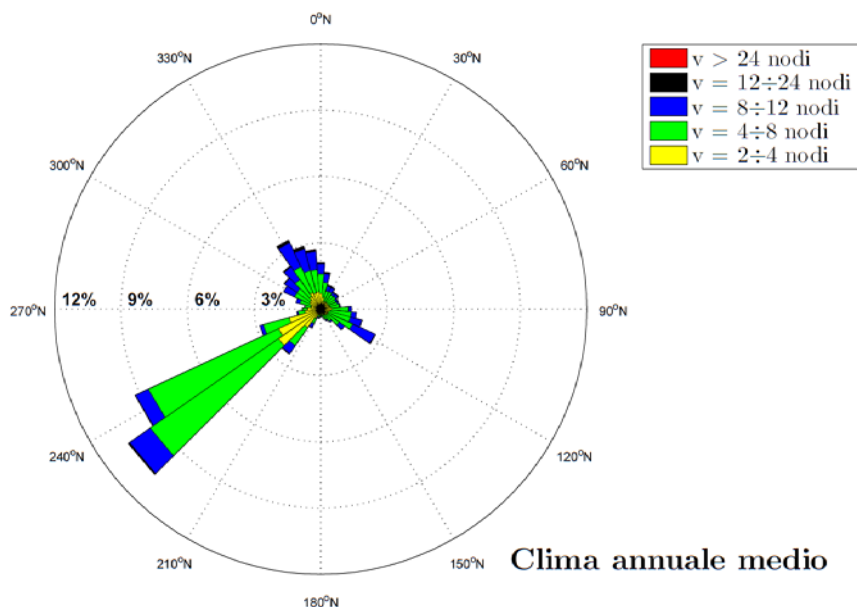 0°N
30°N
60°N
90°N
120°N
150°N
180°N
210°N
240°N
270°N
300°N
330°N
12% 9% 6% 3%
v > 24 nodi
v = 12÷24 nodi
v = 8÷12 nodi
v = 4÷8 nodi
v = 2÷4 nodi
Clima annuale medio